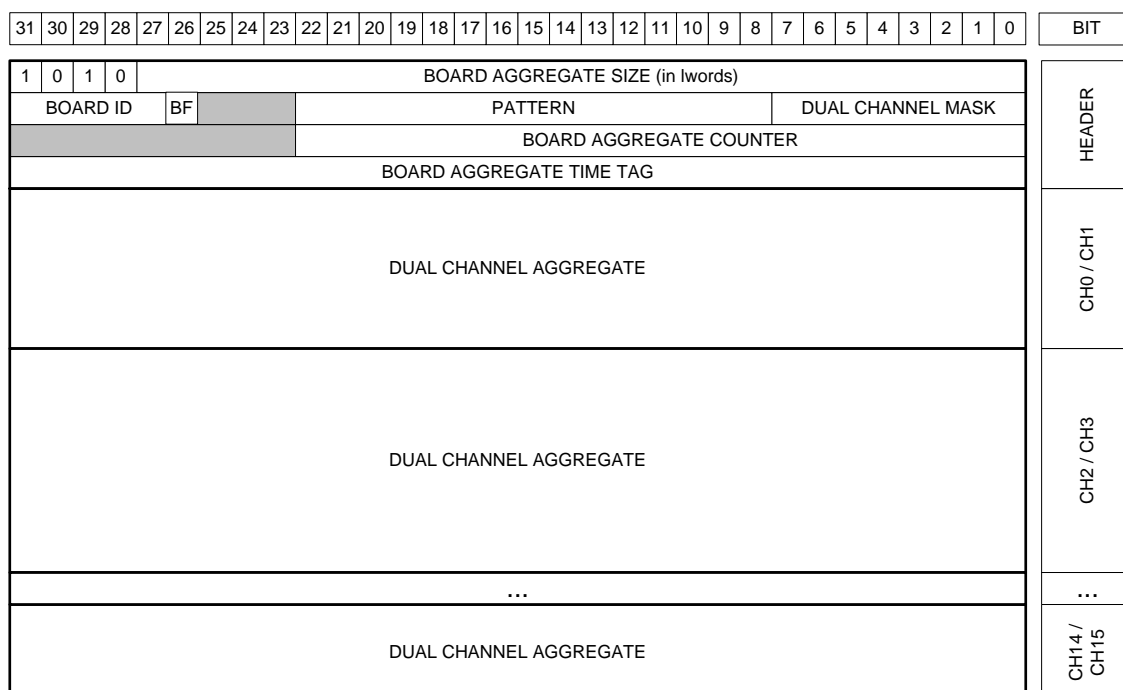 31 30 29 28 27 26 25 24 23 22 21 20 19 18 17 16 15 14 13 12 11 10 9 8 7 6 5 4 3 2 1 0 BIT
1 0 1 0 BOARD AGGREGATE SIZE (in lwords)
BOARD ID BF PATTERN DUAL CHANNEL MASK
BOARD AGGREGATE COUNTER
BOARD AGGREGATE TIME TAG
HEADER
DUAL CHANNEL AGGREGATE
CH0 / CH1
DUAL CHANNEL AGGREGATE
CH2 / CH3
... ...
DUAL CHANNEL AGGREGATE
CH14 /
CH15